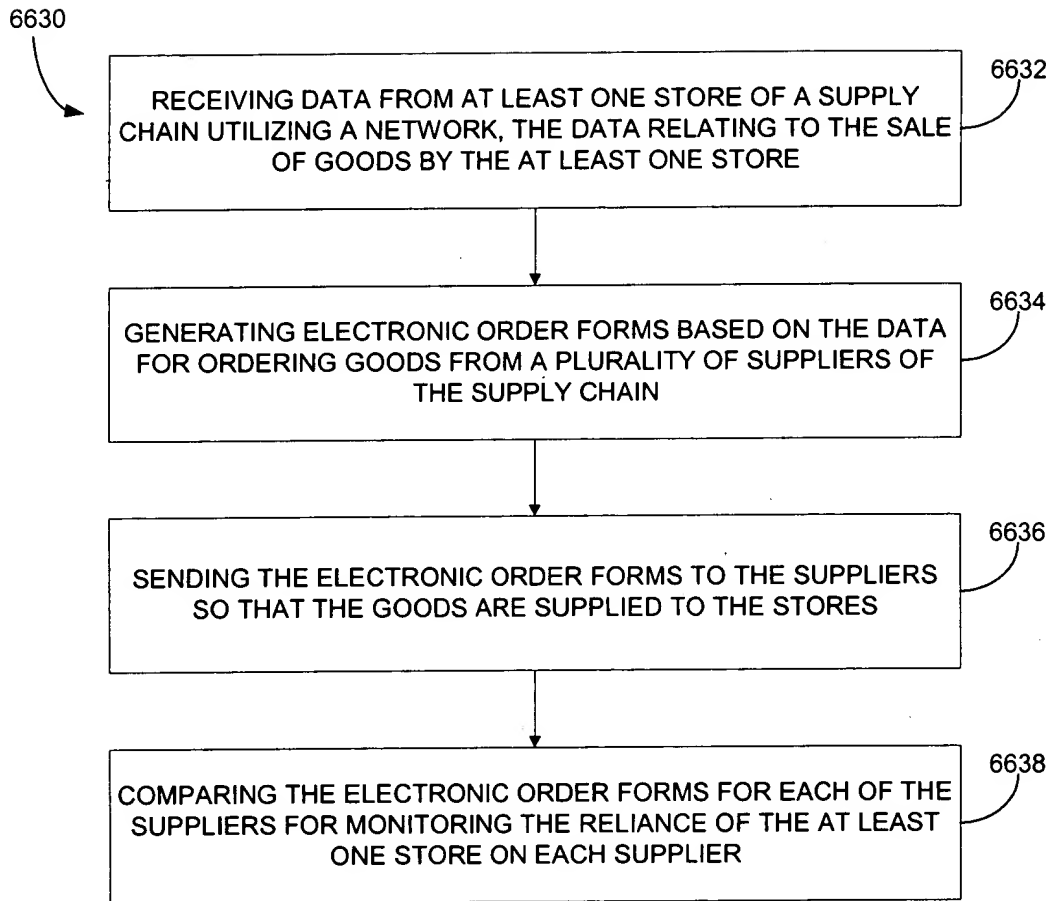 6630
6632
RECEIVING DATA FROM AT LEAST ONE STORE OF A SUPPLY
CHAIN UTILIZING A NETWORK, THE DATA RELATING TO THE SALE
OF GOODS BY THE AT LEAST ONE STORE
6634
GENERATING ELECTRONIC ORDER FORMS BASED ON THE DATA
FOR ORDERING GOODS FROM A PLURALITY OF SUPPLIERS OF
THE SUPPLY CHAIN
6636
SENDING THE ELECTRONIC ORDER FORMS TO THE SUPPLIERS
SO THAT THE GOODS ARE SUPPLIED TO THE STORES
6638
COMPARING THE ELECTRONIC ORDER FORMS FOR EACH OF THE
SUPPLIERS FOR MONITORING THE RELIANCE OF THE AT LEAST
ONE STORE ON EACH SUPPLIER